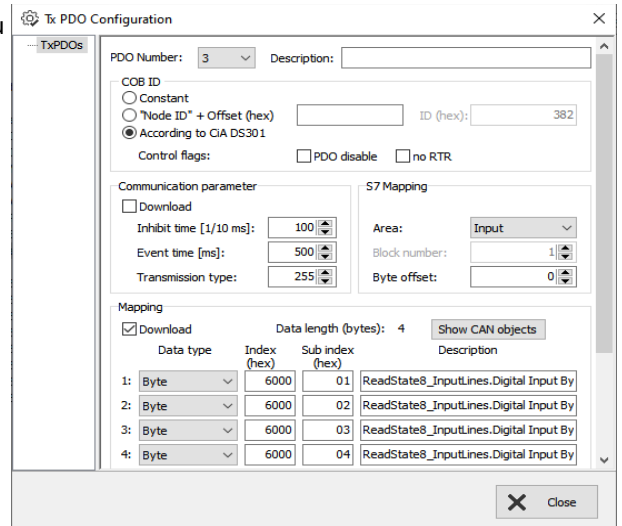 Tx PDO Configuration
TxPDOs
PDO Number: 3 Description:
COB ID
Constant
"Node ID" + Offset (hex) ID (hex): 382
According to CiA DS301
Control flags: PDO disable no RTR
Communication parameter
Download
Inhibit time [1/10 ms]: 100
Event time [ms]: 500
Transmission type: 255
S7 Mapping
Area: Input
Block number: 1
Byte offset: 0
Mapping
Download Data length (bytes): 4 Show CAN objects
Data type Index (hex) Sub index (hex) Description
1: Byte 6000 01 ReadState8_InputLines.Digital Input By
2: Byte 6000 02 ReadState8_InputLines.Digital Input By
3: Byte 6000 03 ReadState8_InputLines.Digital Input By
4: Byte 6000 04 ReadState8_InputLines.Digital Input By
Close